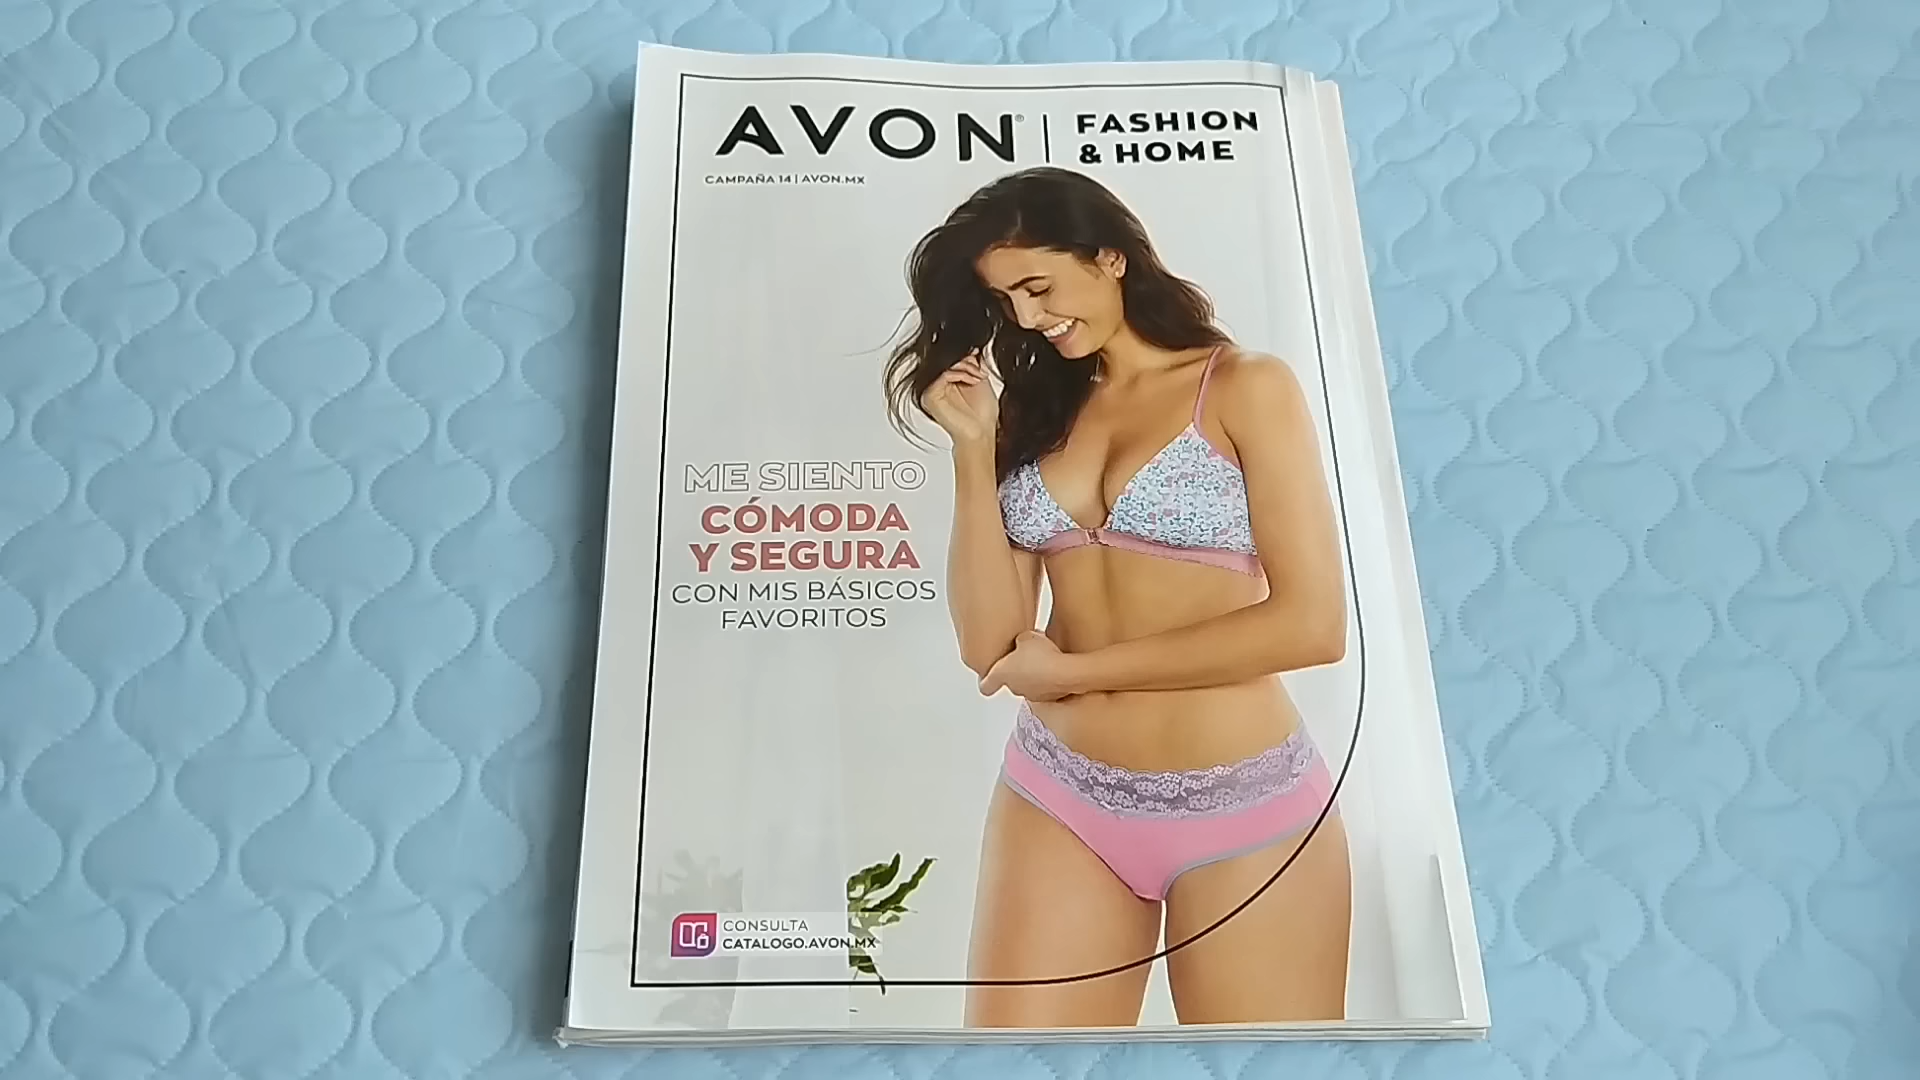 AVON®
FASHION
& HOME
CAMPAÑA 14 | AVON.MX
ME SIENTO
CÓMODA
Y SEGURA
CON MIS BÁSICOS
FAVORITOS
CONSULTA
CATALOGO.AVON.MX